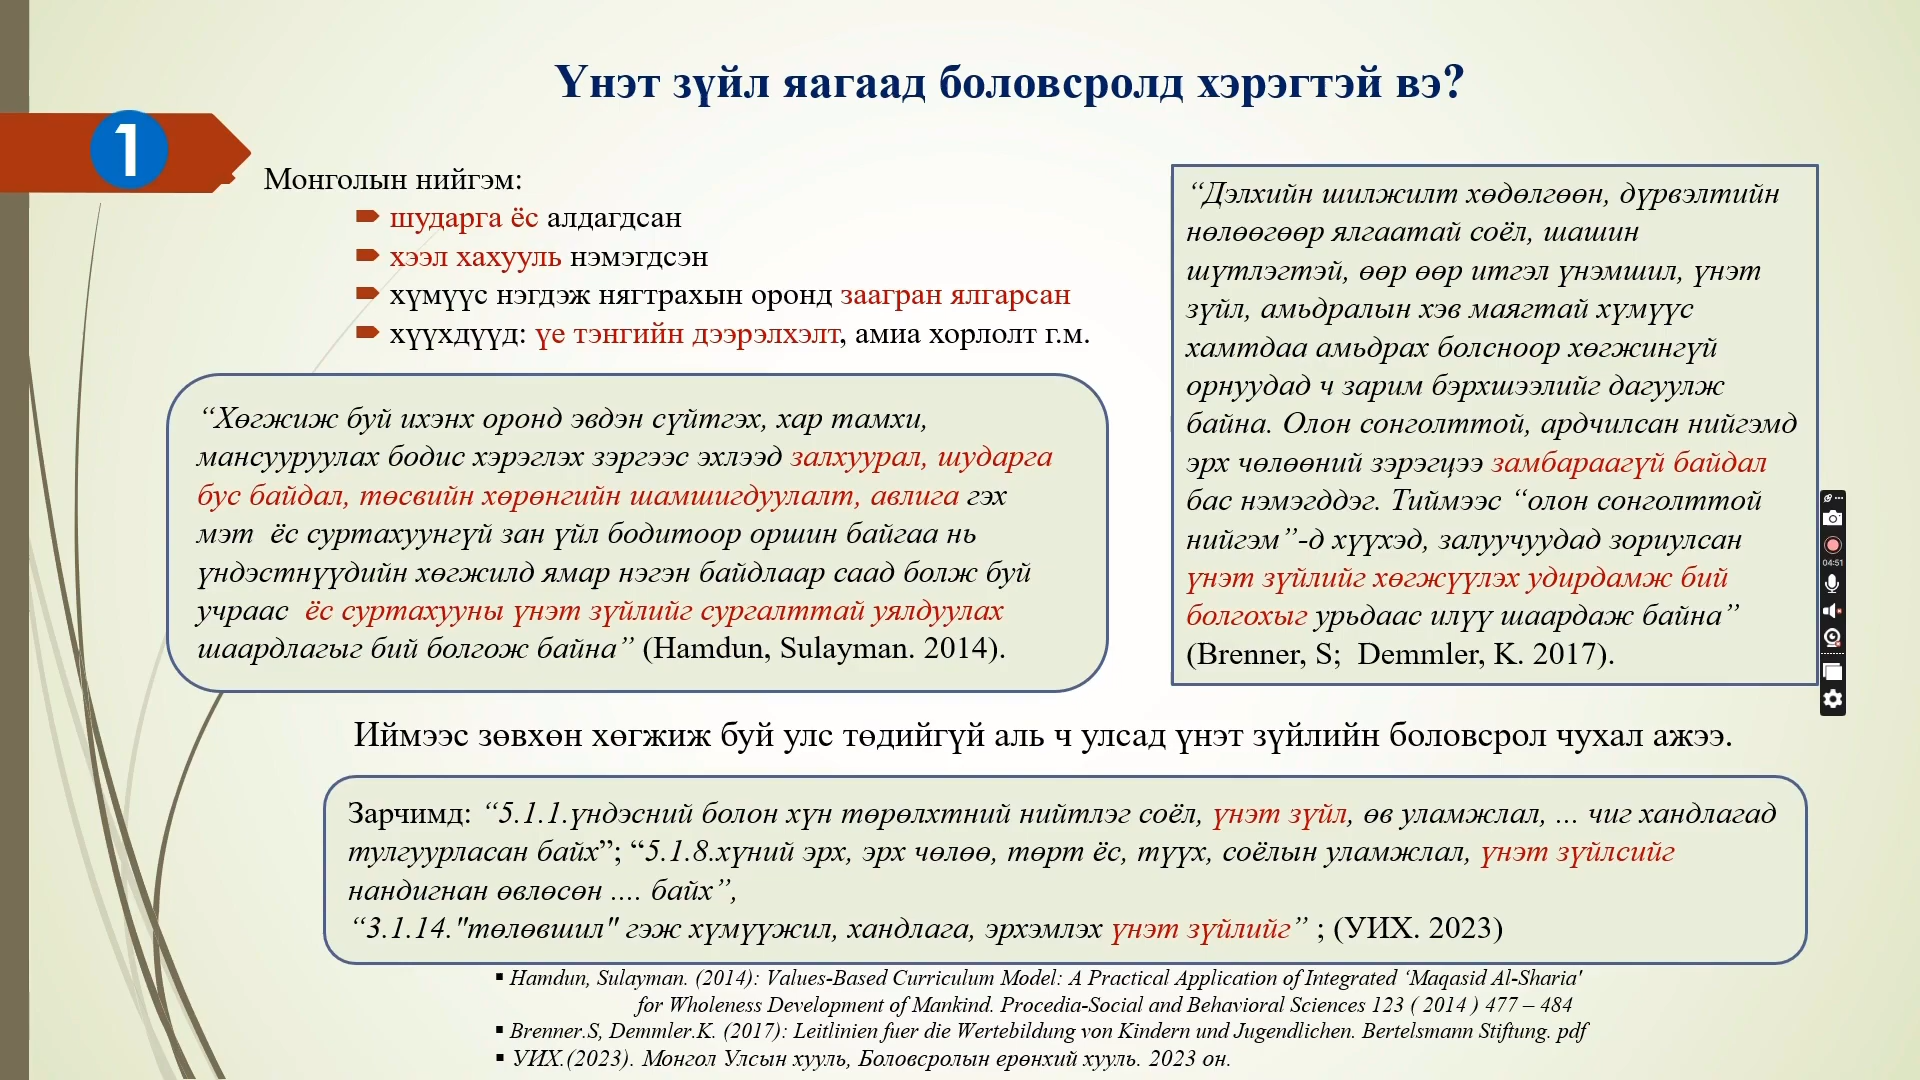 Үнэт зүйл яагаад боловсролд хэрэгтэй вэ?
1
Монголын нийгэм:
шударга ёс алдагдсан
хээл хахууль нэмэгдсэн
хүмүүс нэгдэж нягтрахын оронд заагран ялгарсан
хүүхдүүд: үе тэнгийн дээрэлхэлт, амиа хорлолт г.м.
“Хөгжиж буй ихэнх оронд эвдэн сүйтгэх, хар тамхи,
мансууруулах бодис хэрэглэх зэргээс эхлээд залхуурал, шударга
бус байдал, төсвийн хөрөнгийн шамшигдуулалт, авлига гэх
мэт ёс суртахуунгүй зан үйл бодитоор оршин байгаа нь
үндэстнүүдийн хөгжилд ямар нэгэн байдлаар саад болж буй
учраас ёс суртахууны үнэт зүйлийг сургалттай уялдуулах
шаардлагыг бий болгож байна” (Hamdun, Sulayman. 2014).
“Дэлхийн шилжилт хөдөлгөөн, дүрвэлтийн
нөлөөгөөр ялгаатай соёл, шашин
шүтлэгтэй, өөр өөр итгэл үнэмшил, үнэт
зүйл, амьдралын хэв маягтай хүмүүс
хамтдаа амьдрах болсноор хөгжингүй
орнуудад ч зарим бэрхшээлийг дагуулж
байна. Олон сонголттой, ардчилсан нийгэмд
эрх чөлөөний зэрэгцээ замбараагүй байдал
бас нэмэгддэг. Тиймээс “олон сонголттой
нийгэм”-д хүүхэд, залуучуудад зориулсан
үнэт зүйлийг хөгжүүлэх удирдамж бий
болгохыг урьдаас илүү шаардаж байна”
(Brenner, S; Demmler, K. 2017).
04:51
Иймээс зөвхөн хөгжиж буй улс төдийгүй аль ч улсад үнэт зүйлийн боловсрол чухал ажээ.
Зарчимд: “5.1.1.үндэсний болон хүн төрөлхтний нийтлэг соёл, үнэт зүйл, өв уламжлал, ... чиг хандлагад
тулгуурласан байх”; “5.1.8.хүний эрх, эрх чөлөө, төрт ёс, түүх, соёлын уламжлал, үнэт зүйлсийг
нандигнан өвлөсөн .... байх”,
“3.1.14."төлөвшил" гэж хүмүүжил, хандлага, эрхэмлэх үнэт зүйлийг” ; (УИХ. 2023)
▪ Hamdun, Sulayman. (2014): Values-Based Curriculum Model: A Practical Application of Integrated ‘Maqasid Al-Sharia'
for Wholeness Development of Mankind. Procedia-Social and Behavioral Sciences 123 ( 2014 ) 477 – 484
▪ Brenner.S, Demmler.K. (2017): Leitlinien fuer die Wertebildung von Kindern und Jugendlichen. Bertelsmann Stiftung. pdf
▪ УИХ.(2023). Монгол Улсын хууль, Боловсролын ерөнхий хууль. 2023 он.